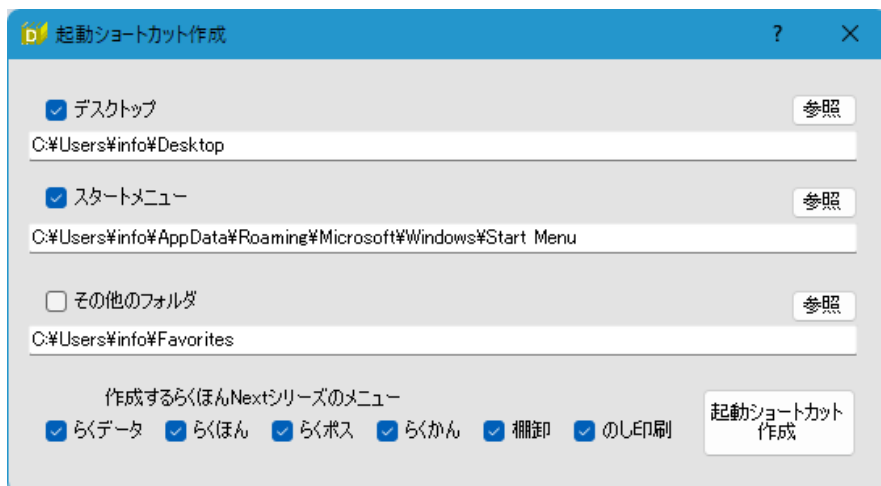 D 起動ショートカット作成 ?
デスクトップ 参照
C:¥Users¥info¥Desktop
スタートメニュー 参照
C:¥Users¥info¥AppData¥Roaming¥Microsoft¥Windows¥Start Menu
その他のフォルダ 参照
C:¥Users¥info¥Favorites
作成するらくほんNextシリーズのメニュー
らくデータ らくほん らくポス らくかん 棚卸 のし印刷
起動ショートカット
作成